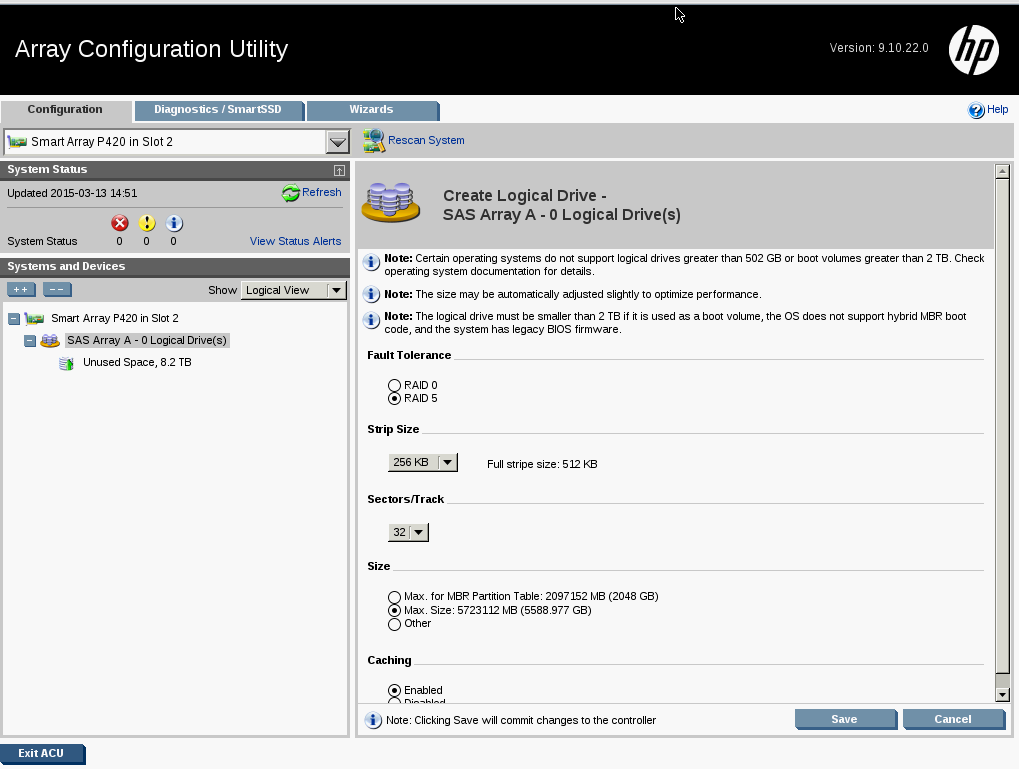 Array Configuration Utility
Version: 9.10.22.0
hp
Configuration
Diagnostics / SmartSSD
Wizards
Help
Smart Array P420 in Slot 2
Rescan System
System Status
Updated 2015-03-13 14:51
Refresh
System Status 0 0 0 View Status Alerts
Systems and Devices
++ -- Show Logical View
Smart Array P420 in Slot 2
SAS Array A - 0 Logical Drive(s)
Unused Space, 8.2 TB
Create Logical Drive -
SAS Array A - 0 Logical Drive(s)
Note: Certain operating systems do not support logical drives greater than 502 GB or boot volumes greater than 2 TB. Check
operating system documentation for details.
Note: The size may be automatically adjusted slightly to optimize performance.
Note: The logical drive must be smaller than 2 TB if it is used as a boot volume, the OS does not support hybrid MBR boot
code, and the system has legacy BIOS firmware.
Fault Tolerance
RAID 0
RAID 5
Strip Size
256 KB Full stripe size: 512 KB
Sectors/Track
32
Size
Max. for MBR Partition Table: 2097152 MB (2048 GB)
Max. Size: 5723112 MB (5588.977 GB)
Other
Caching
Enabled
Disabled
Note: Clicking Save will commit changes to the controller
Save
Cancel
Exit ACU